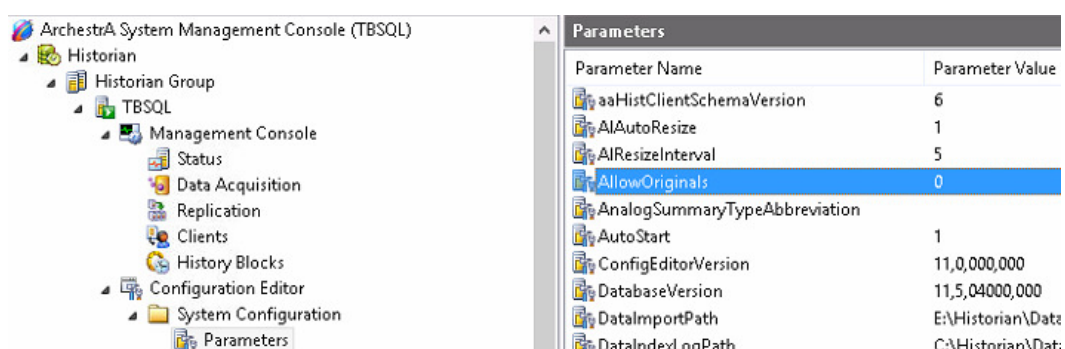 ArchestrA System Management Console (TBSQL)
Historian
Historian Group
TBSQL
Management Console
Status
Data Acquisition
Replication
Clients
History Blocks
Configuration Editor
System Configuration
Parameters
Parameters
Parameter Name Parameter Value
aaHistClientSchemaVersion 6
AIAutoResize 1
AIResizeInterval 5
AllowOriginals 0
AnalogSummaryTypeAbbreviation
AutoStart 1
ConfigEditorVersion 11,0,000,000
DatabaseVersion 11,5,04000,000
DataImportPath E:\Historian\Data
DataIndexLogPath C:\Historian\Data